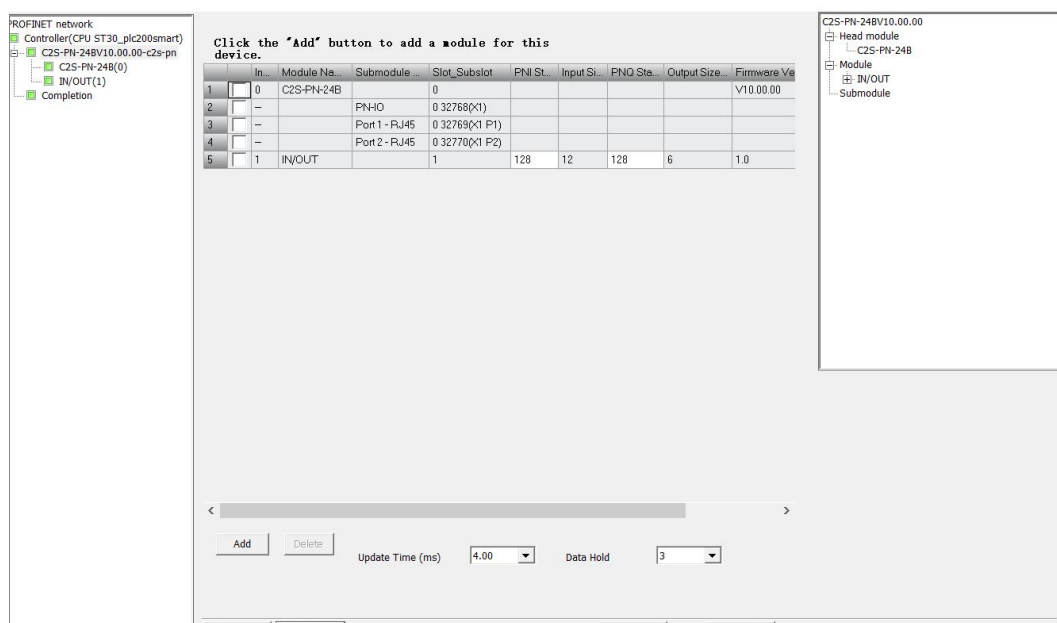 PROFINET network
Controller(CPU ST30_plc200smart)
C2S-PN-24BV10.00.00-c2s-pn
C2S-PN-24B(0)
IN/OUT(1)
Completion
Click the "Add" button to add a module for this
device.
In... Module Na... Submodule ... Slot_Subslot PNI St... Input Si... PNQ Sta... Output Size... Firmware Ve
1 0 C2S-PN-24B 0 V10.00.00
2 -- PN-IO 0 32768(X1)
3 -- Port 1 - RJ45 0 32769(X1 P1)
4 -- Port 2 - RJ45 0 32770(X1 P2)
5 1 IN/OUT 1 128 12 128 6 1.0
Add Delete Update Time (ms) 4.00 Data Hold 3
C2S-PN-24BV10.00.00
Head module
C2S-PN-24B
Module
IN/OUT
Submodule